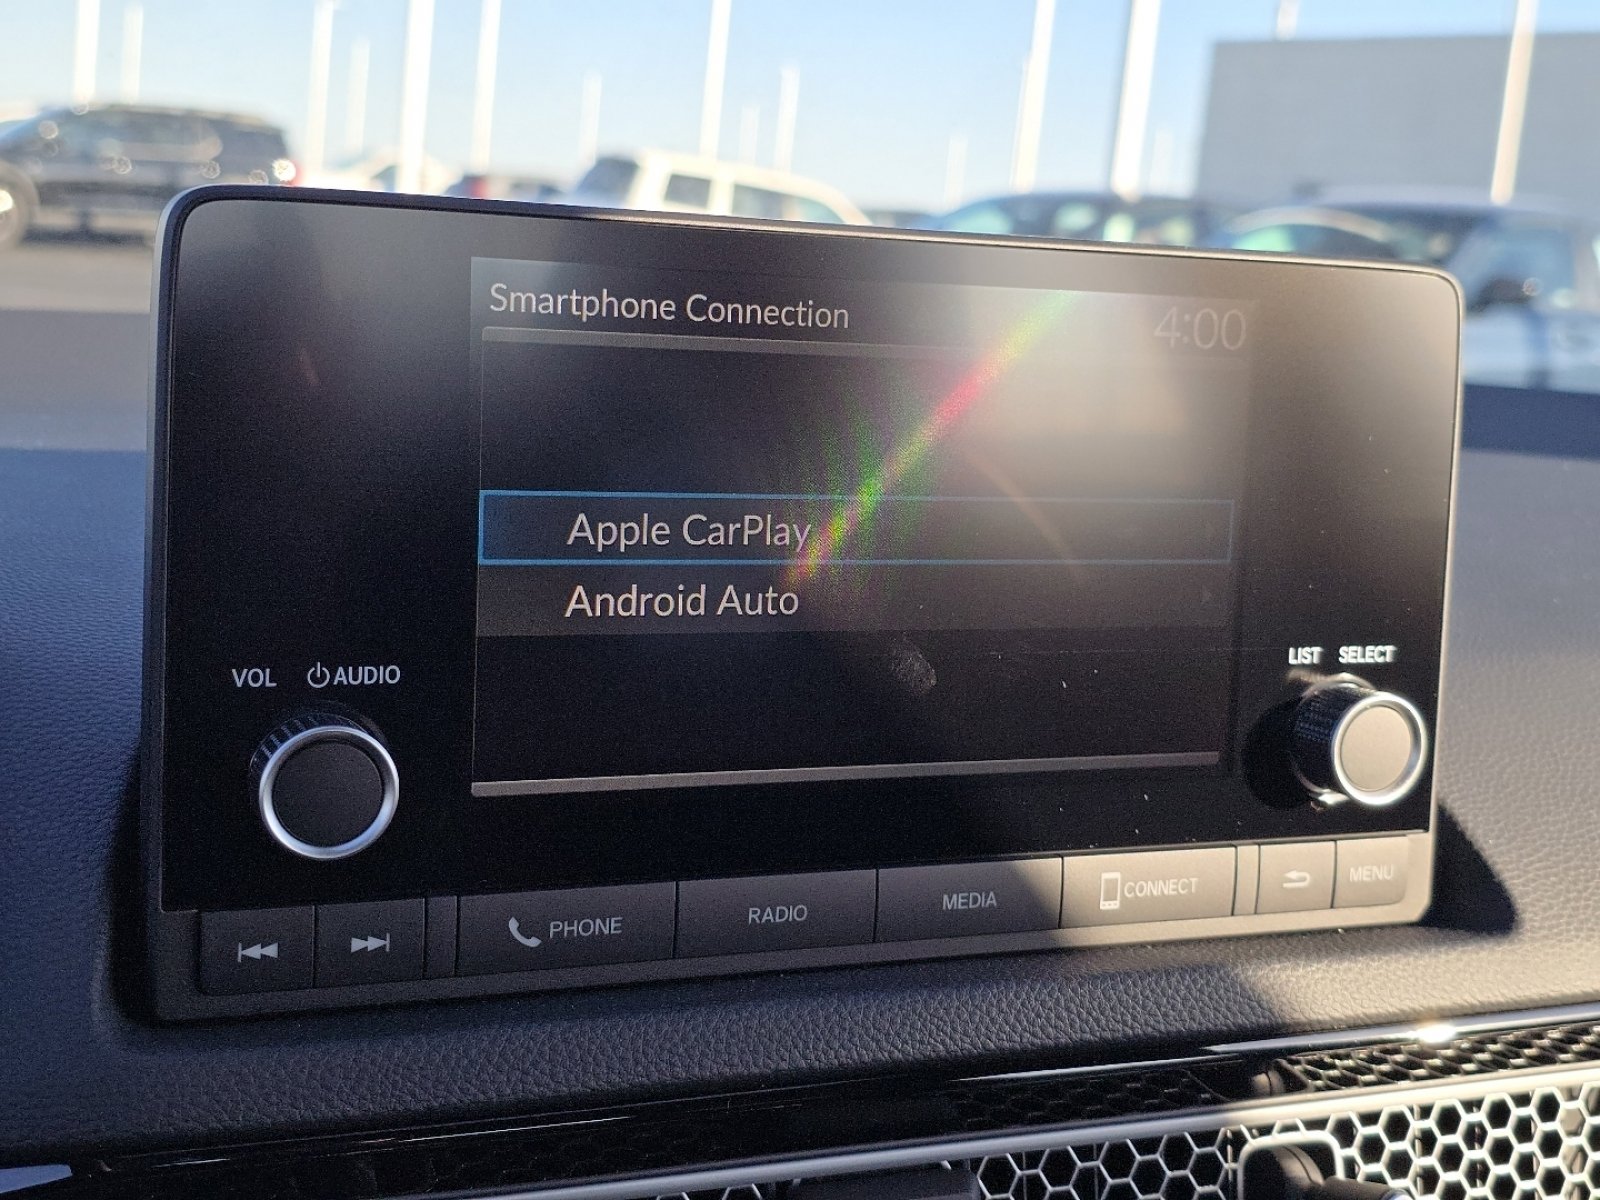 Smartphone Connection
4:00
Apple CarPlay
Android Auto
VOL AUDIO
LIST SELECT
PHONE
RADIO
MEDIA
CONNECT
MENU